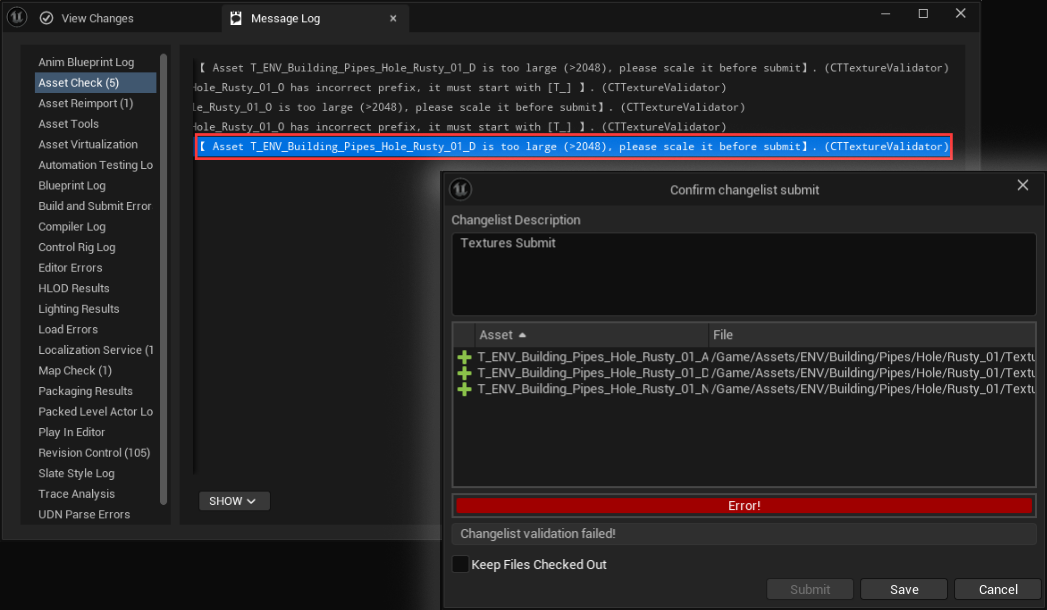 View Changes
Message Log
Anim Blueprint Log
Asset Check (5)
Asset Reimport (1)
Asset Tools
Asset Virtualization
Automation Testing Lo
Blueprint Log
Build and Submit Error
Compiler Log
Control Rig Log
Editor Errors
HLOD Results
Lighting Results
Load Errors
Localization Service (1
Map Check (1)
Packaging Results
Packed Level Actor Lo
Play In Editor
Revision Control (105)
Slate Style Log
Trace Analysis
UDN Parse Errors
【 Asset T_ENV_Building_Pipes_Hole_Rusty_01_D is too large (>2048), please scale it before submit】. (CTTextureValidator)
Hole_Rusty_01_O has incorrect prefix, it must start with [T_] 】. (CTTextureValidator)
le_Rusty_01_O is too large (>2048), please scale it before submit】. (CTTextureValidator)
Hole_Rusty_01_O has incorrect prefix, it must start with [T_] 】. (CTTextureValidator)
【 Asset T_ENV_Building_Pipes_Hole_Rusty_01_D is too large (>2048), please scale it before submit】. (CTTextureValidator)
SHOW
Confirm changelist submit
Changelist Description
Textures Submit
Asset File
T_ENV_Building_Pipes_Hole_Rusty_01_A /Game/Assets/ENV/Building/Pipes/Hole/Rusty_01/Textu
T_ENV_Building_Pipes_Hole_Rusty_01_D /Game/Assets/ENV/Building/Pipes/Hole/Rusty_01/Textu
T_ENV_Building_Pipes_Hole_Rusty_01_N /Game/Assets/ENV/Building/Pipes/Hole/Rusty_01/Textu
Error!
Changelist validation failed!
Keep Files Checked Out
Submit Save Cancel